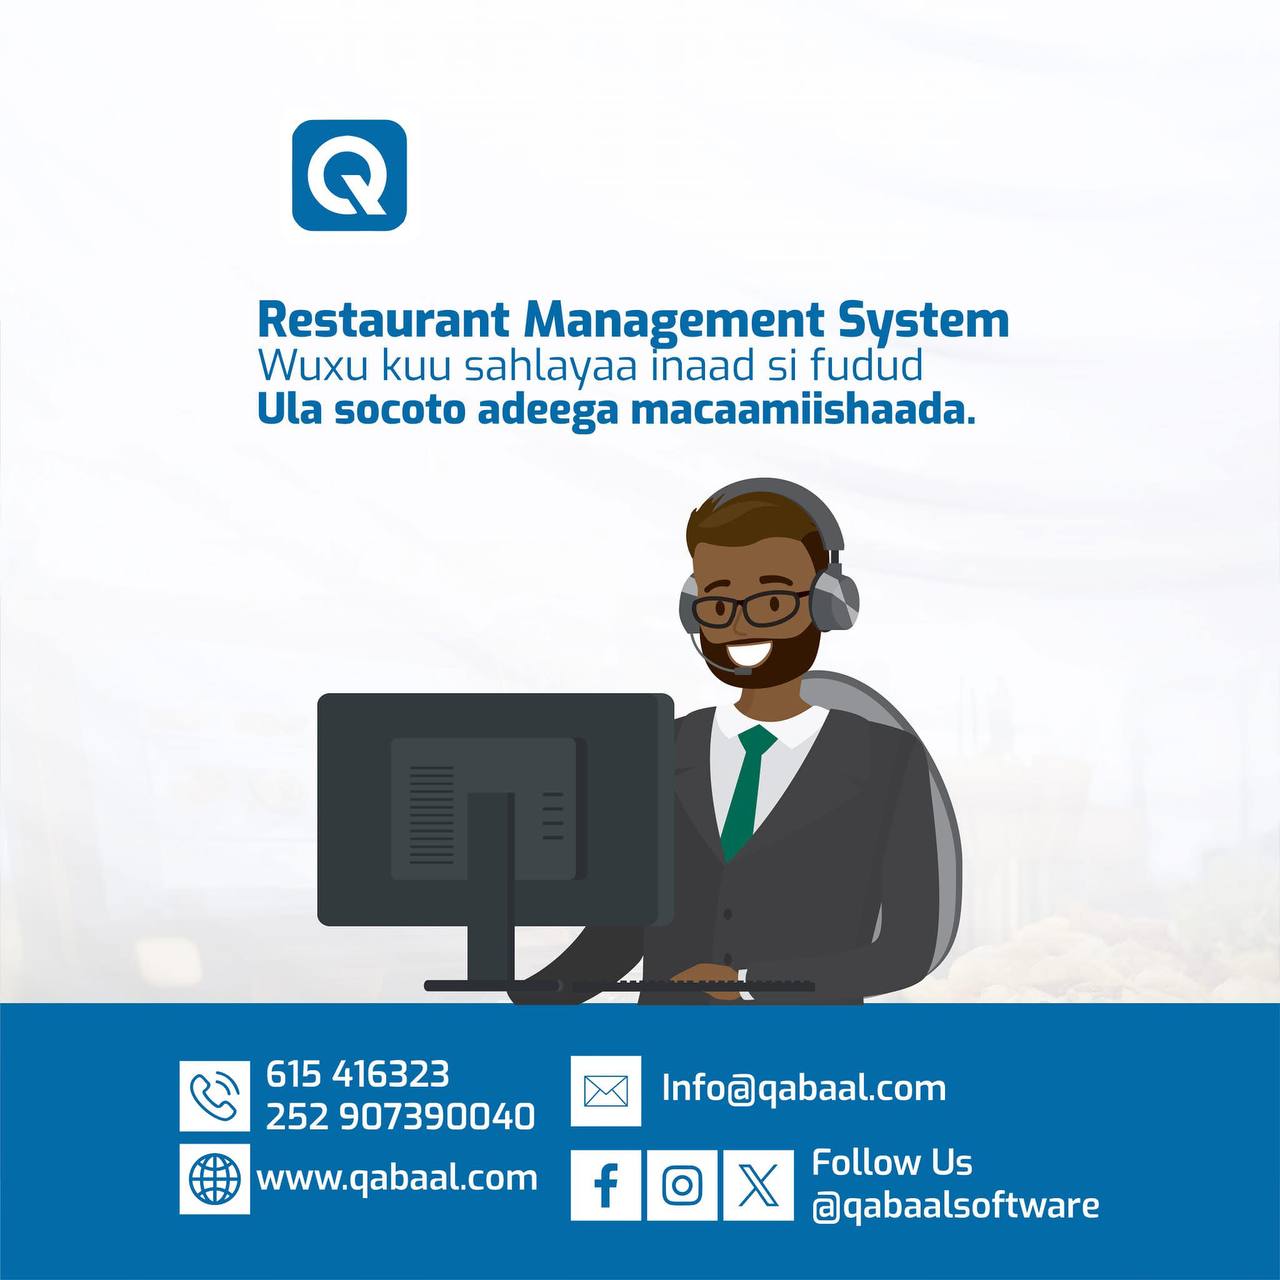 Q
Restaurant Management System
Wuxu kuu sahlayaa inaad si fudud
Ula socoto adeega macaamiishaada.
615 416323
252 907390040
www.qabaal.com
Info@qabaal.com
Follow Us
@qabaalsoftware